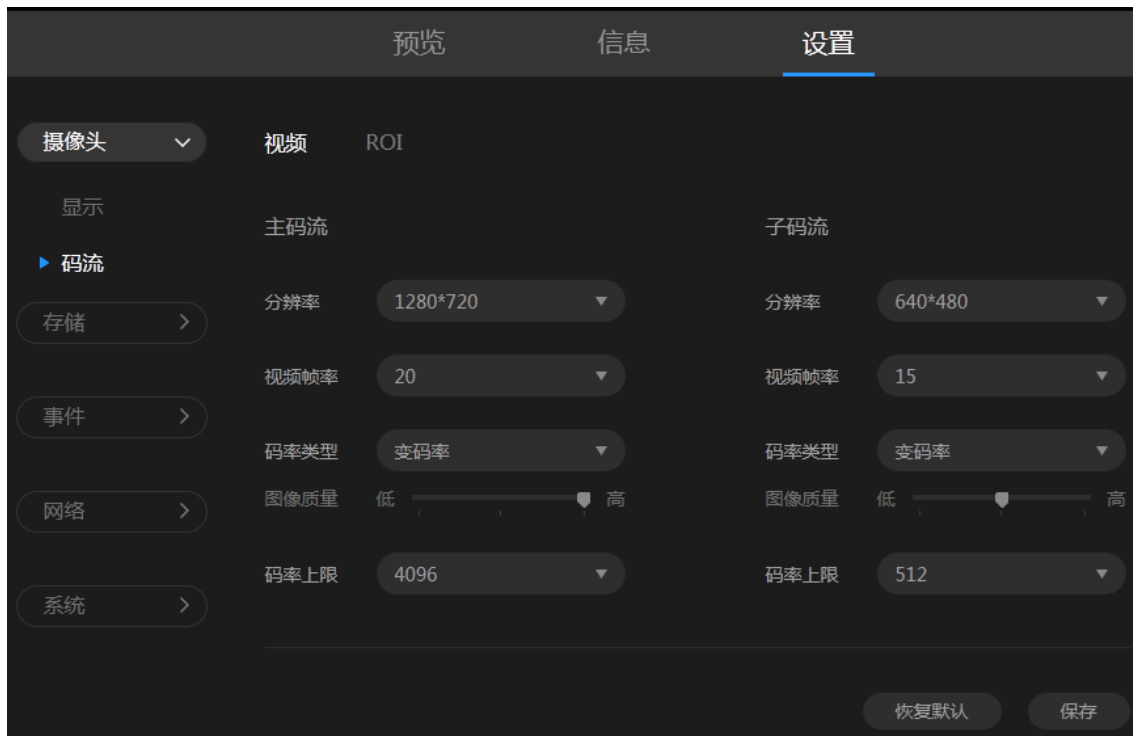 预览 信息 设置
摄像头 视频 ROI
显示
主码流 子码流
码流
分辨率 1280*720 分辨率 640*480
存储
视频帧率 20 视频帧率 15
事件
码率类型 变码率 码率类型 变码率
图像质量 低 高 图像质量 低 高
网络
码率上限 4096 码率上限 512
系统
恢复默认 保存